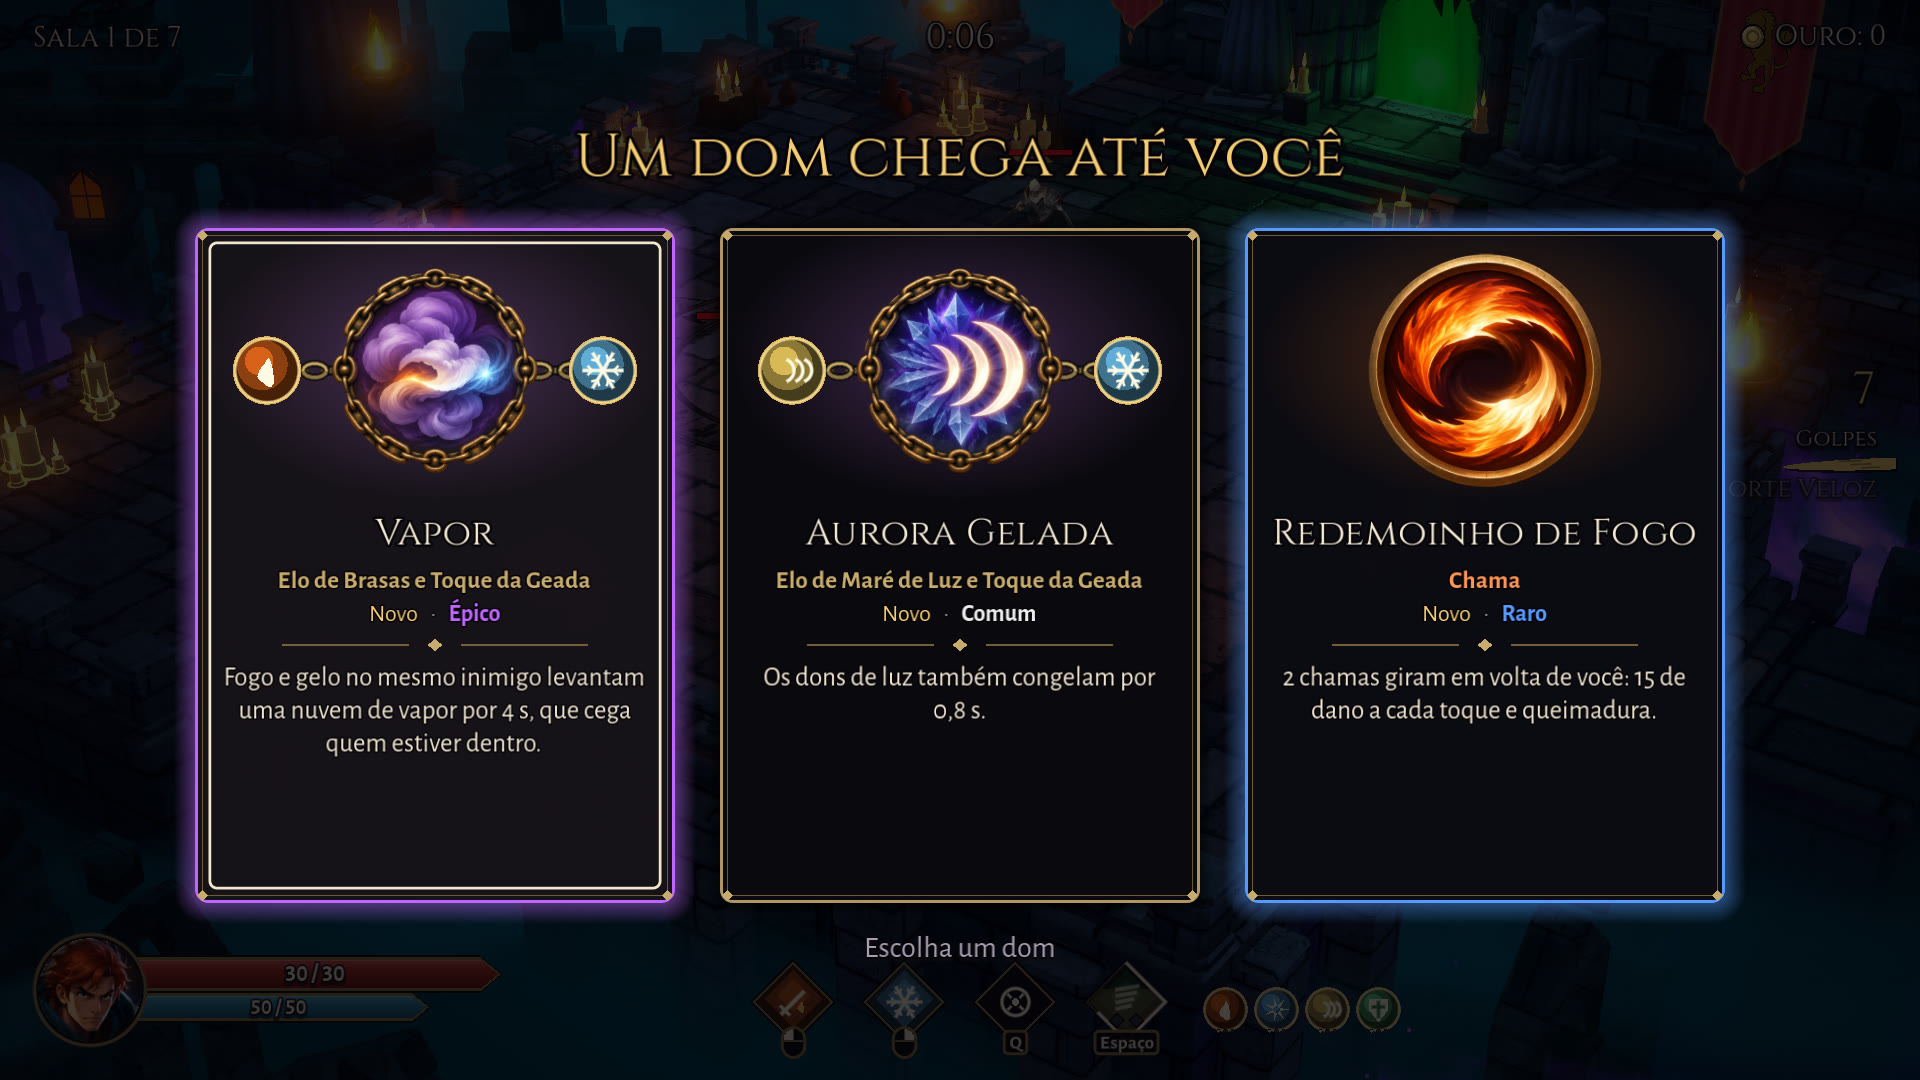 Sala 1 de 7
0:06
Ouro: 0
Um dom chega até você
Vapor
Elo de Brasas e Toque da Geada
Novo · Épico
Fogo e gelo no mesmo inimigo levantam
uma nuvem de vapor por 4 s, que cega
quem estiver dentro.
Aurora Gelada
Elo de Maré de Luz e Toque da Geada
Novo · Comum
Os dons de luz também congelam por
0,8 s.
Redemoinho de Fogo
Chama
Novo · Raro
2 chamas giram em volta de você: 15 de
dano a cada toque e queimadura.
7
Golpes
orte Veloz
Escolha um dom
30/30
50/50
Q
Espaço